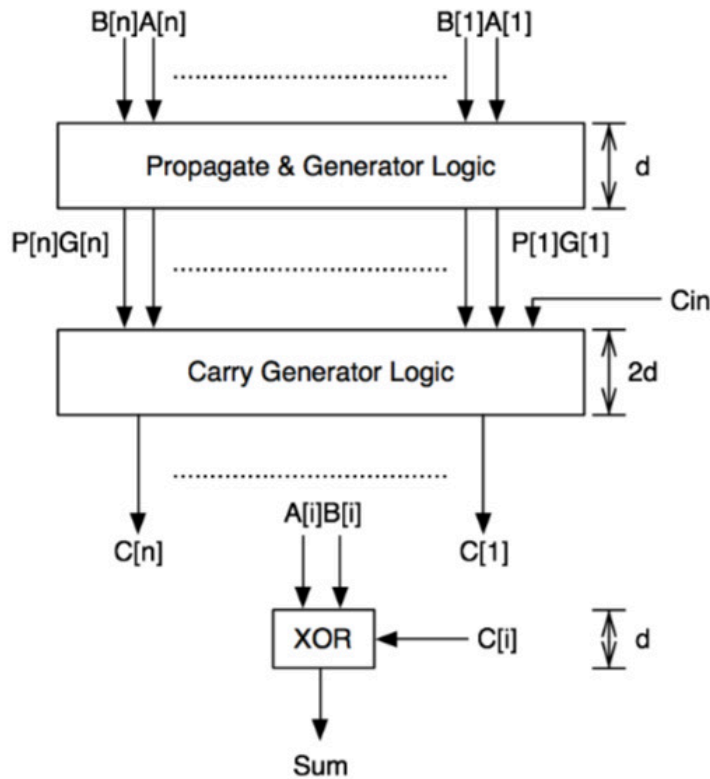 B[n]A[n] B[1]A[1]
Propagate & Generator Logic d
P[n]G[n] P[1]G[1]
Cin
Carry Generator Logic 2d
A[i]B[i]
C[n] C[1]
XOR C[i] d
Sum